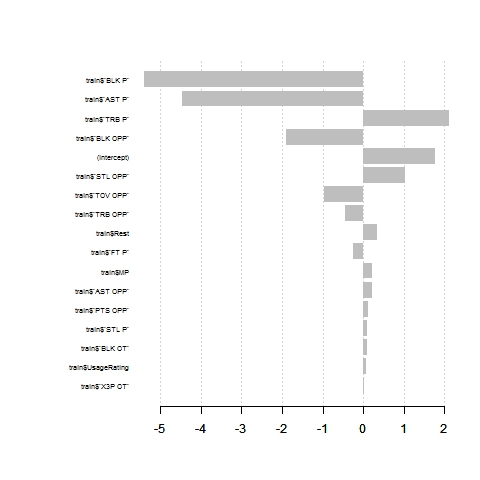 train$`BLK P`
train$`AST P`
train$`TRB P`
train$`BLK OPP`
(Intercept)
train$`STL OPP`
train$`TOV OPP`
train$`TRB OPP`
train$Rest
train$`FT P`
train$MP
train$`AST OPP`
train$`PTS OPP`
train$`STL P`
train$`BLK OT`
train$UsageRating
train$`X3P OT`
-5 -4 -3 -2 -1 0 1 2